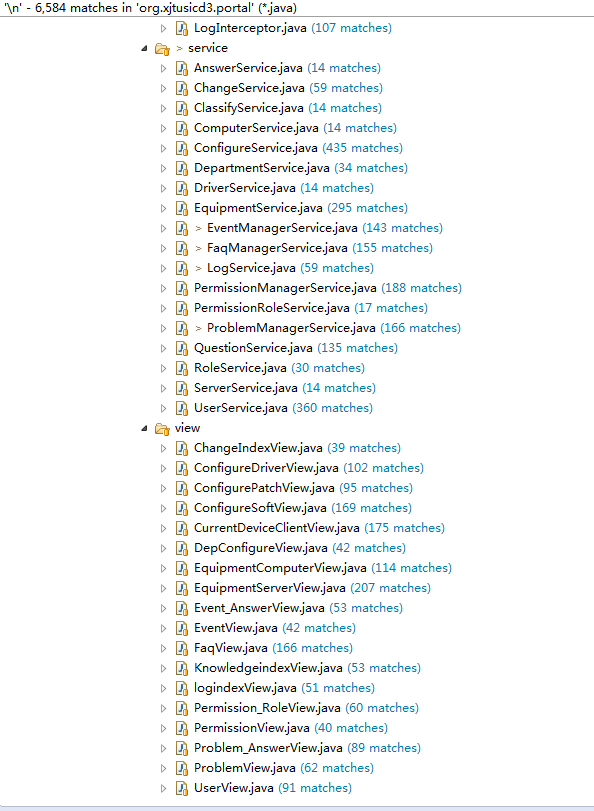 '\n' - 6,584 matches in 'org.xjtusicd3.portal' (*.java)
LogInterceptor.java (107 matches)
> service
AnswerService.java (14 matches)
ChangeService.java (59 matches)
ClassifyService.java (14 matches)
ComputerService.java (14 matches)
ConfigureService.java (435 matches)
DepartmentService.java (34 matches)
DriverService.java (14 matches)
EquipmentService.java (295 matches)
> EventManagerService.java (143 matches)
> FaqManagerService.java (155 matches)
> LogService.java (59 matches)
PermissionManagerService.java (188 matches)
PermissionRoleService.java (17 matches)
> ProblemManagerService.java (166 matches)
QuestionService.java (135 matches)
RoleService.java (30 matches)
ServerService.java (14 matches)
UserService.java (360 matches)
view
ChangeIndexView.java (39 matches)
ConfigureDriverView.java (102 matches)
ConfigurePatchView.java (95 matches)
ConfigureSoftView.java (169 matches)
CurrentDeviceClientView.java (175 matches)
DepConfigureView.java (42 matches)
EquipmentComputerView.java (114 matches)
EquipmentServerView.java (207 matches)
Event_AnswerView.java (53 matches)
EventView.java (42 matches)
FaqView.java (166 matches)
KnowledgeindexView.java (53 matches)
logindexView.java (51 matches)
Permission_RoleView.java (60 matches)
PermissionView.java (40 matches)
Problem_AnswerView.java (89 matches)
ProblemView.java (62 matches)
UserView.java (91 matches)